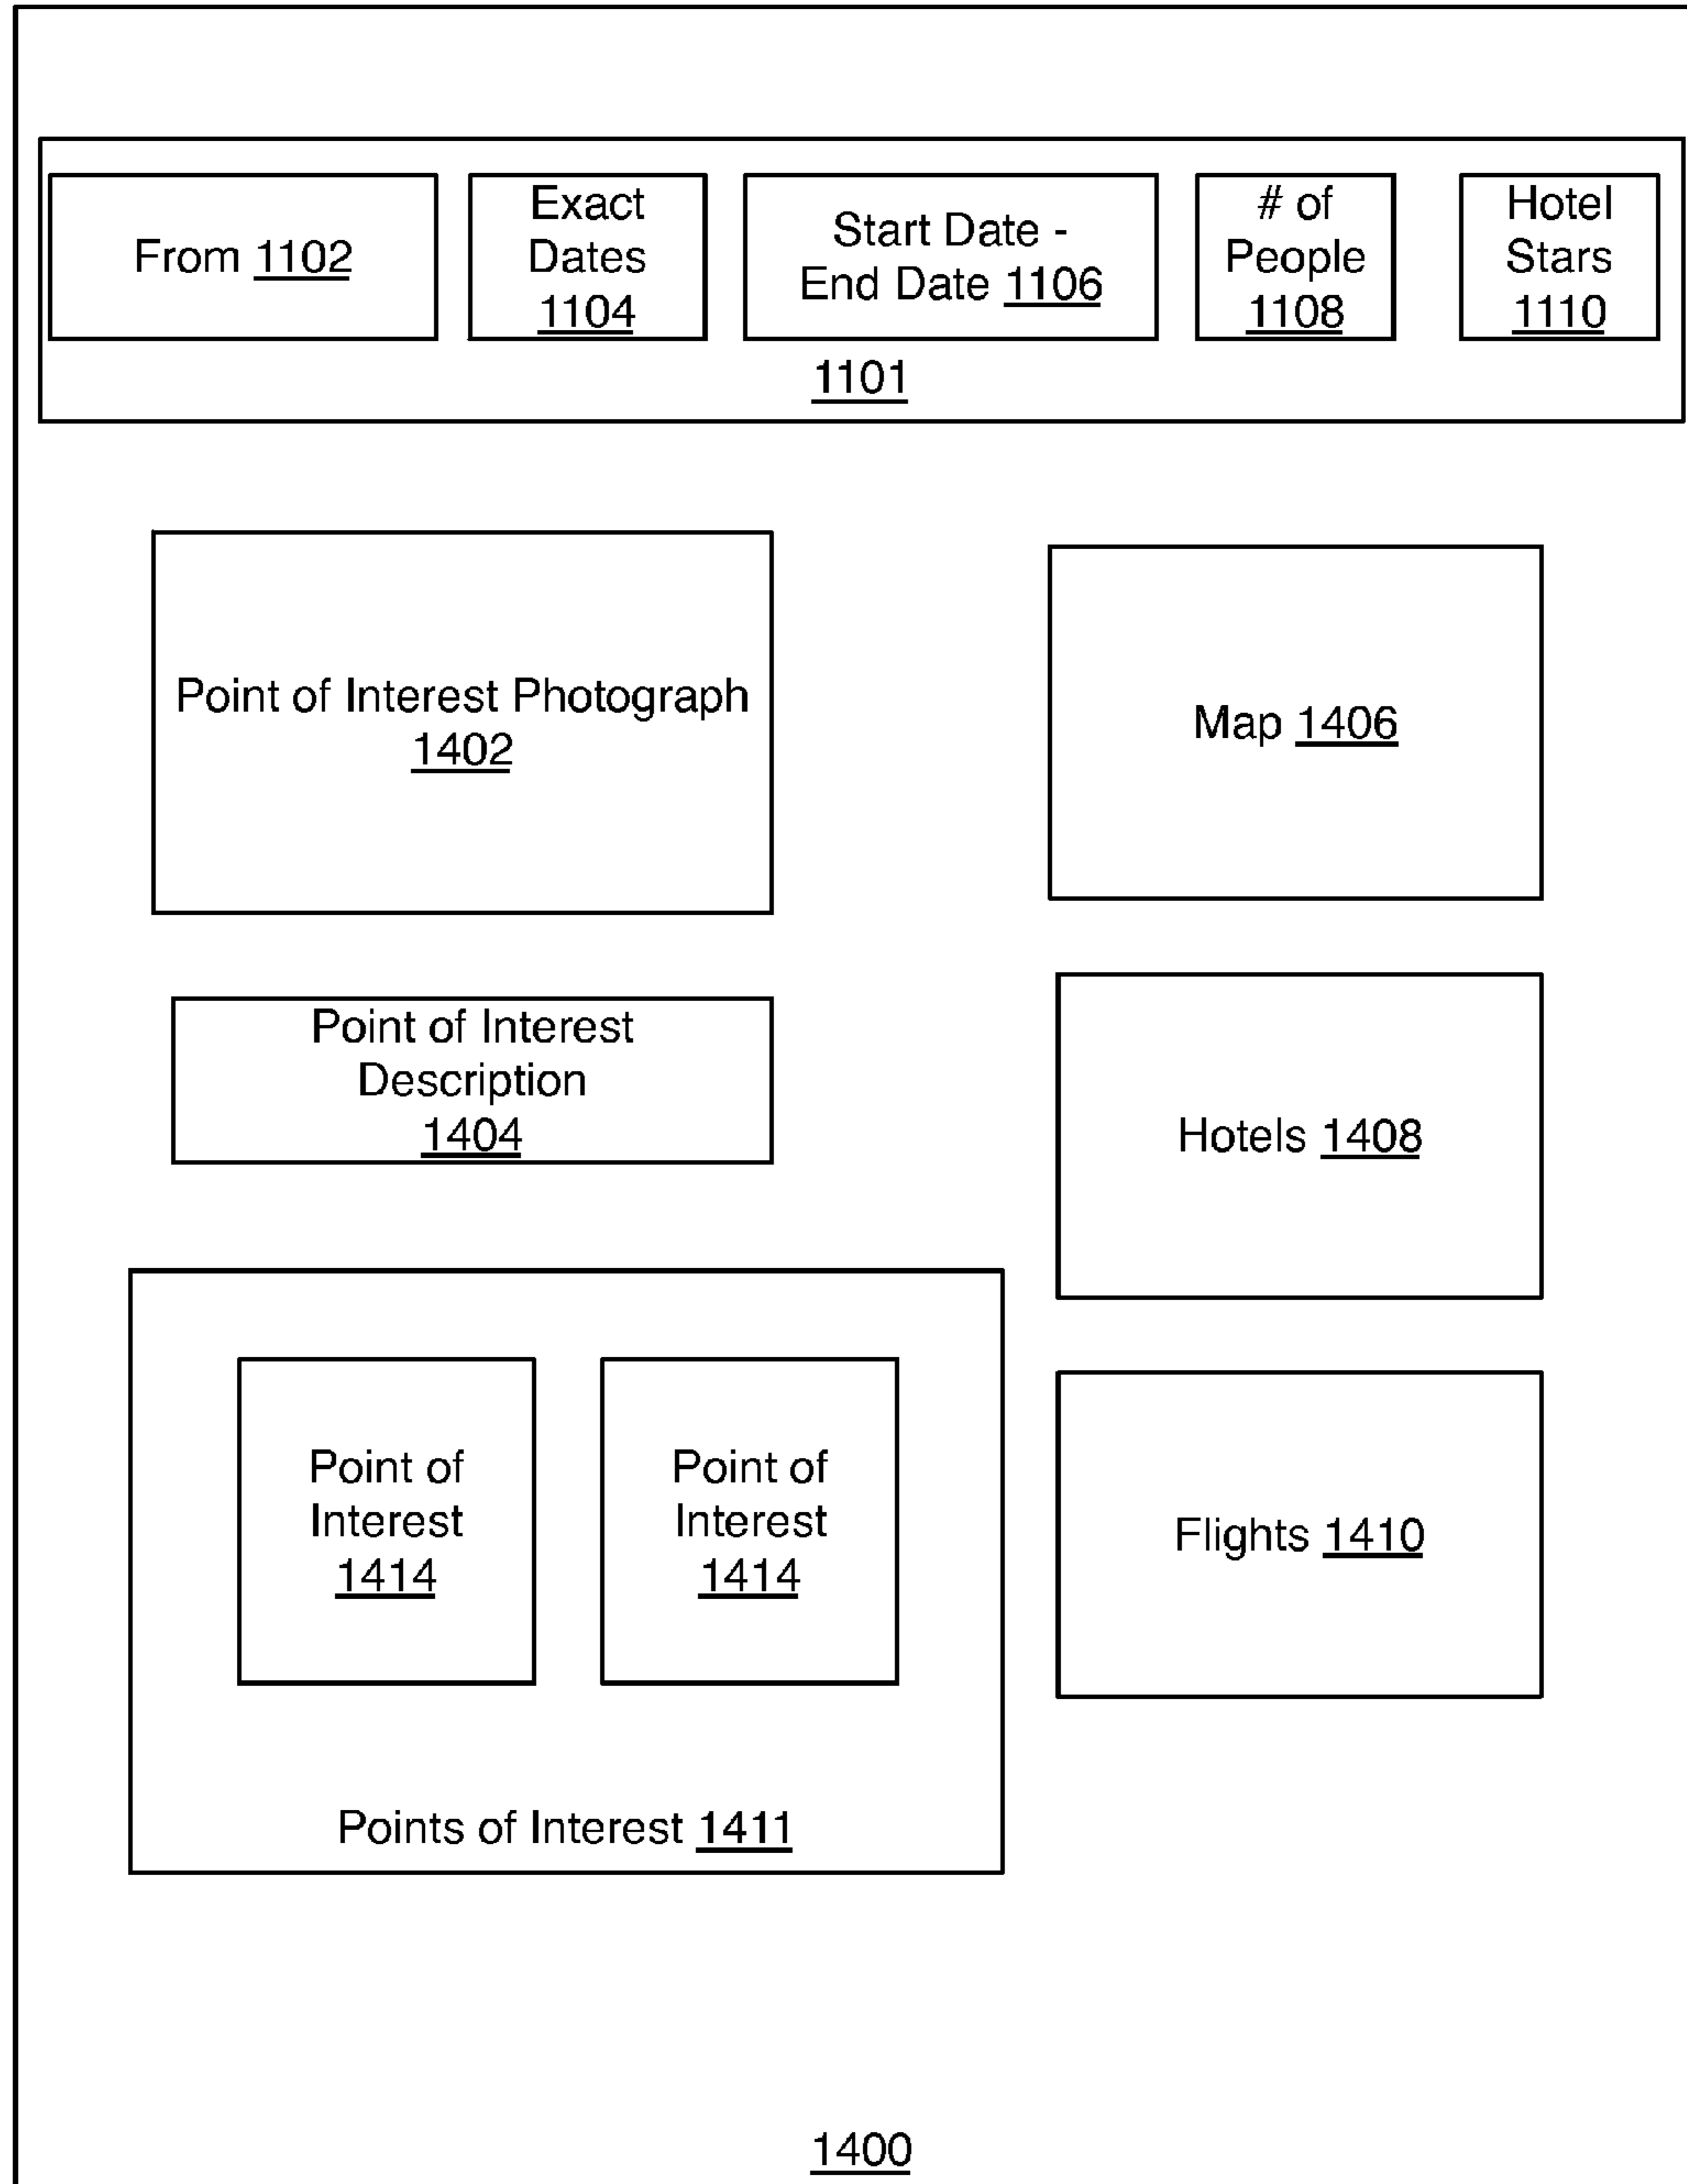 From 1102
Exact
Dates
1104
Start Date -
End Date 1106
# of
People
1108
Hotel
Stars
1110
1101
Point of Interest Photograph
1402
Map 1406
Point of Interest
Description
1404
Hotels 1408
Point of
Interest
1414
Point of
Interest
1414
Flights 1410
Points of Interest 1411
1400